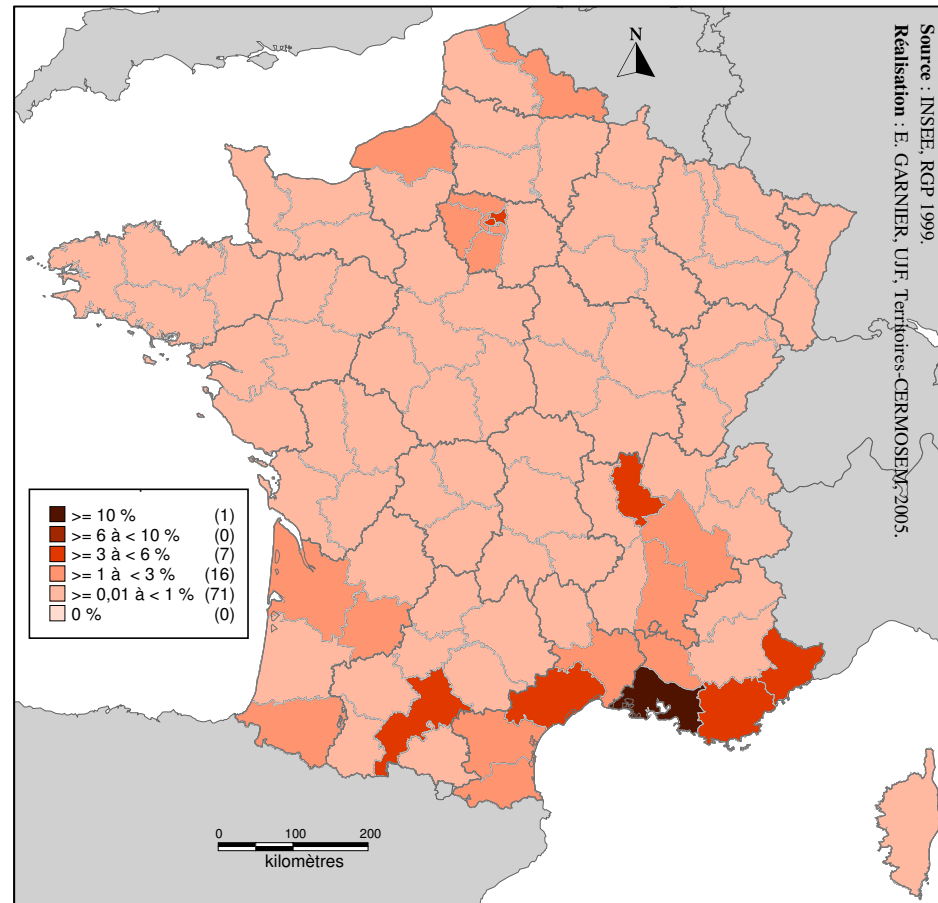 N
Source : INSEE, RGP 1999.
Réalisation : E. GARNIER, UJF, Territoires-CERMOSEM, 2005.
>= 10 % (1)
>= 6 à < 10 % (0)
>= 3 à < 6 % (7)
>= 1 à < 3 % (16)
>= 0,01 à < 1 % (71)
0 % (0)
0 100 200
kilomètres